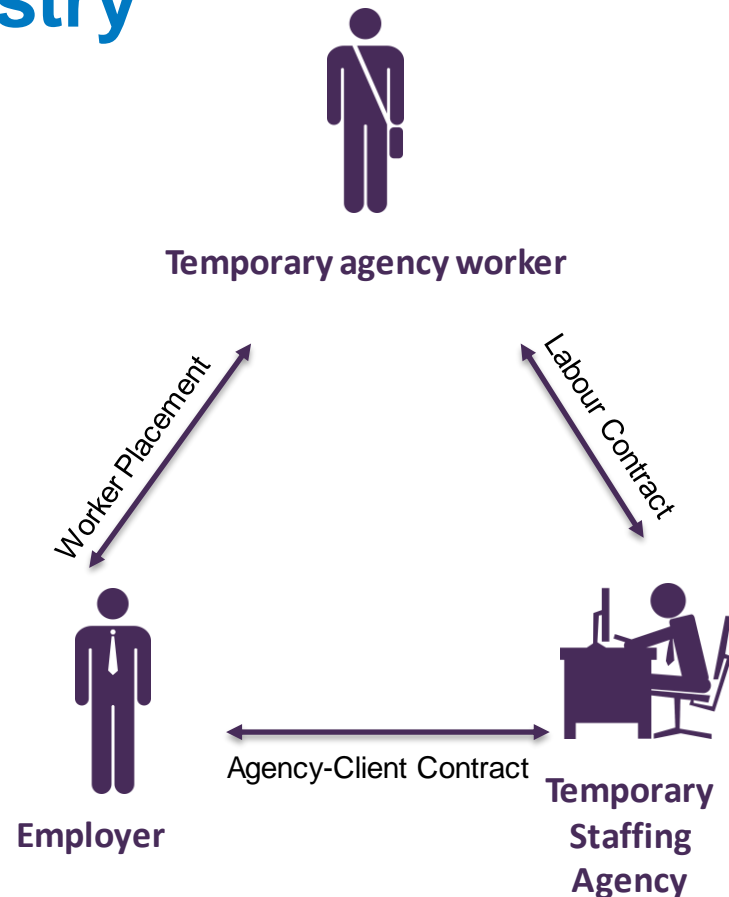 stry
Temporary agency worker
Worker Placement
Labour Contract
Agency-Client Contract
Employer
Temporary
Staffing
Agency